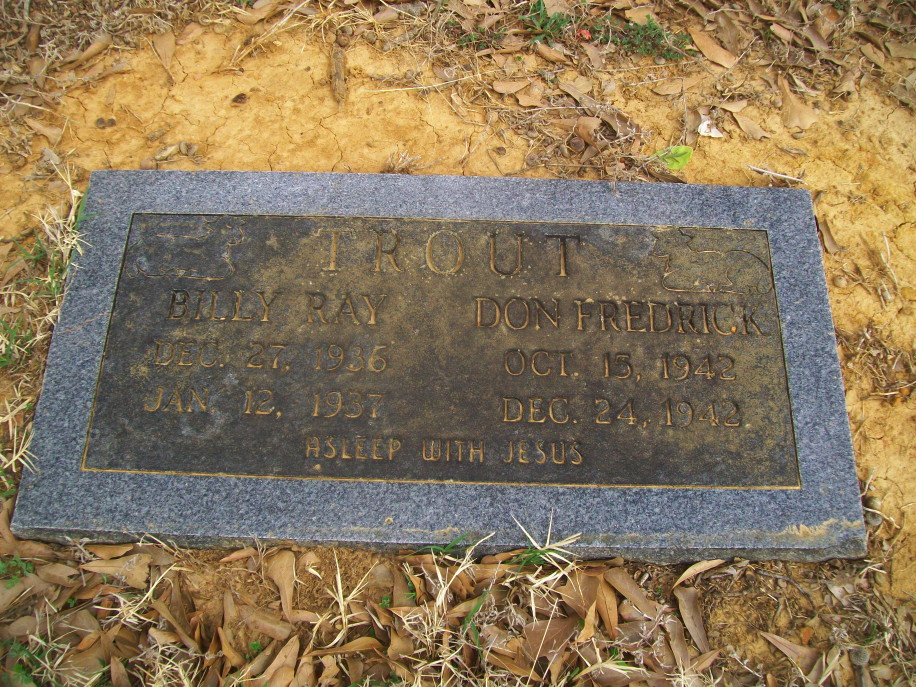 TROUT
BILLY RAY DON FREDRICK
DEC. 27, 1936 OCT. 15, 1942
JAN. 12, 1937 DEC. 24, 1942
ASLEEP WITH JESUS